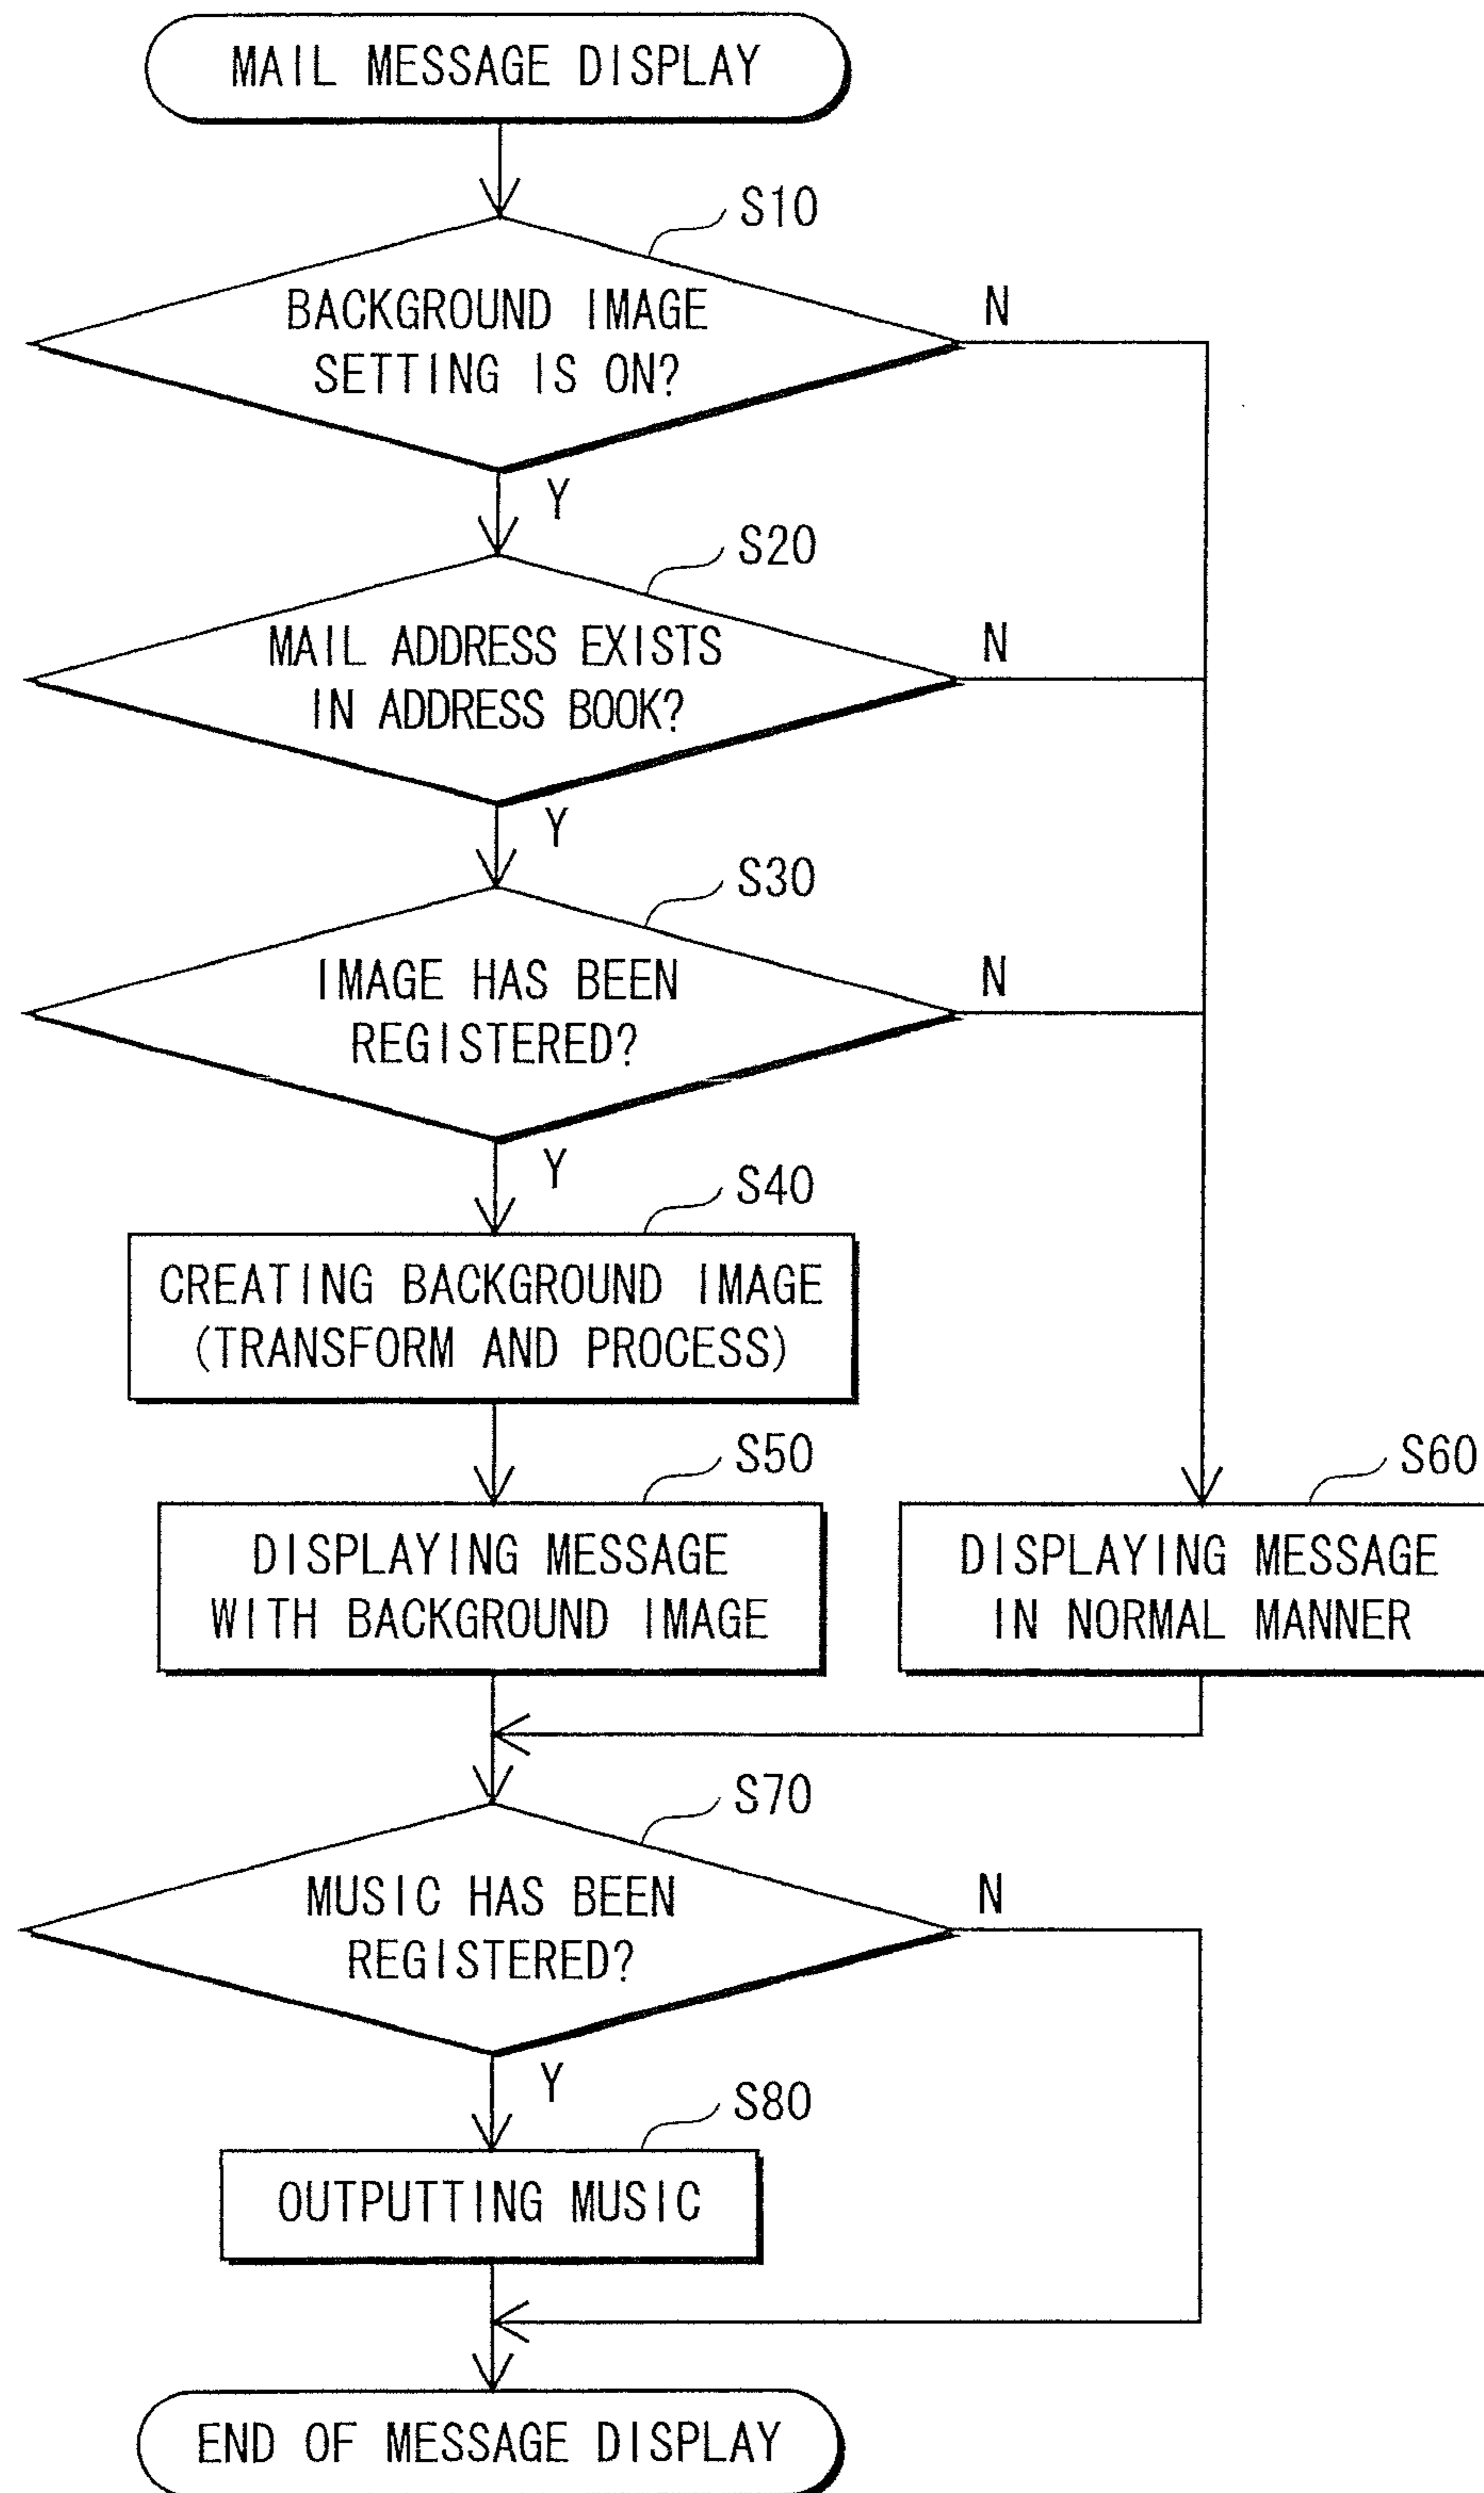 MAIL MESSAGE DISPLAY
S10
BACKGROUND IMAGE
SETTING IS ON?
N
Y
S20
MAIL ADDRESS EXISTS
IN ADDRESS BOOK?
N
Y
S30
IMAGE HAS BEEN
REGISTERED?
N
Y
S40
CREATING BACKGROUND IMAGE
(TRANSFORM AND PROCESS)
S50
DISPLAYING MESSAGE
WITH BACKGROUND IMAGE
S60
DISPLAYING MESSAGE
IN NORMAL MANNER
S70
MUSIC HAS BEEN
REGISTERED?
N
Y
S80
OUTPUTTING MUSIC
END OF MESSAGE DISPLAY